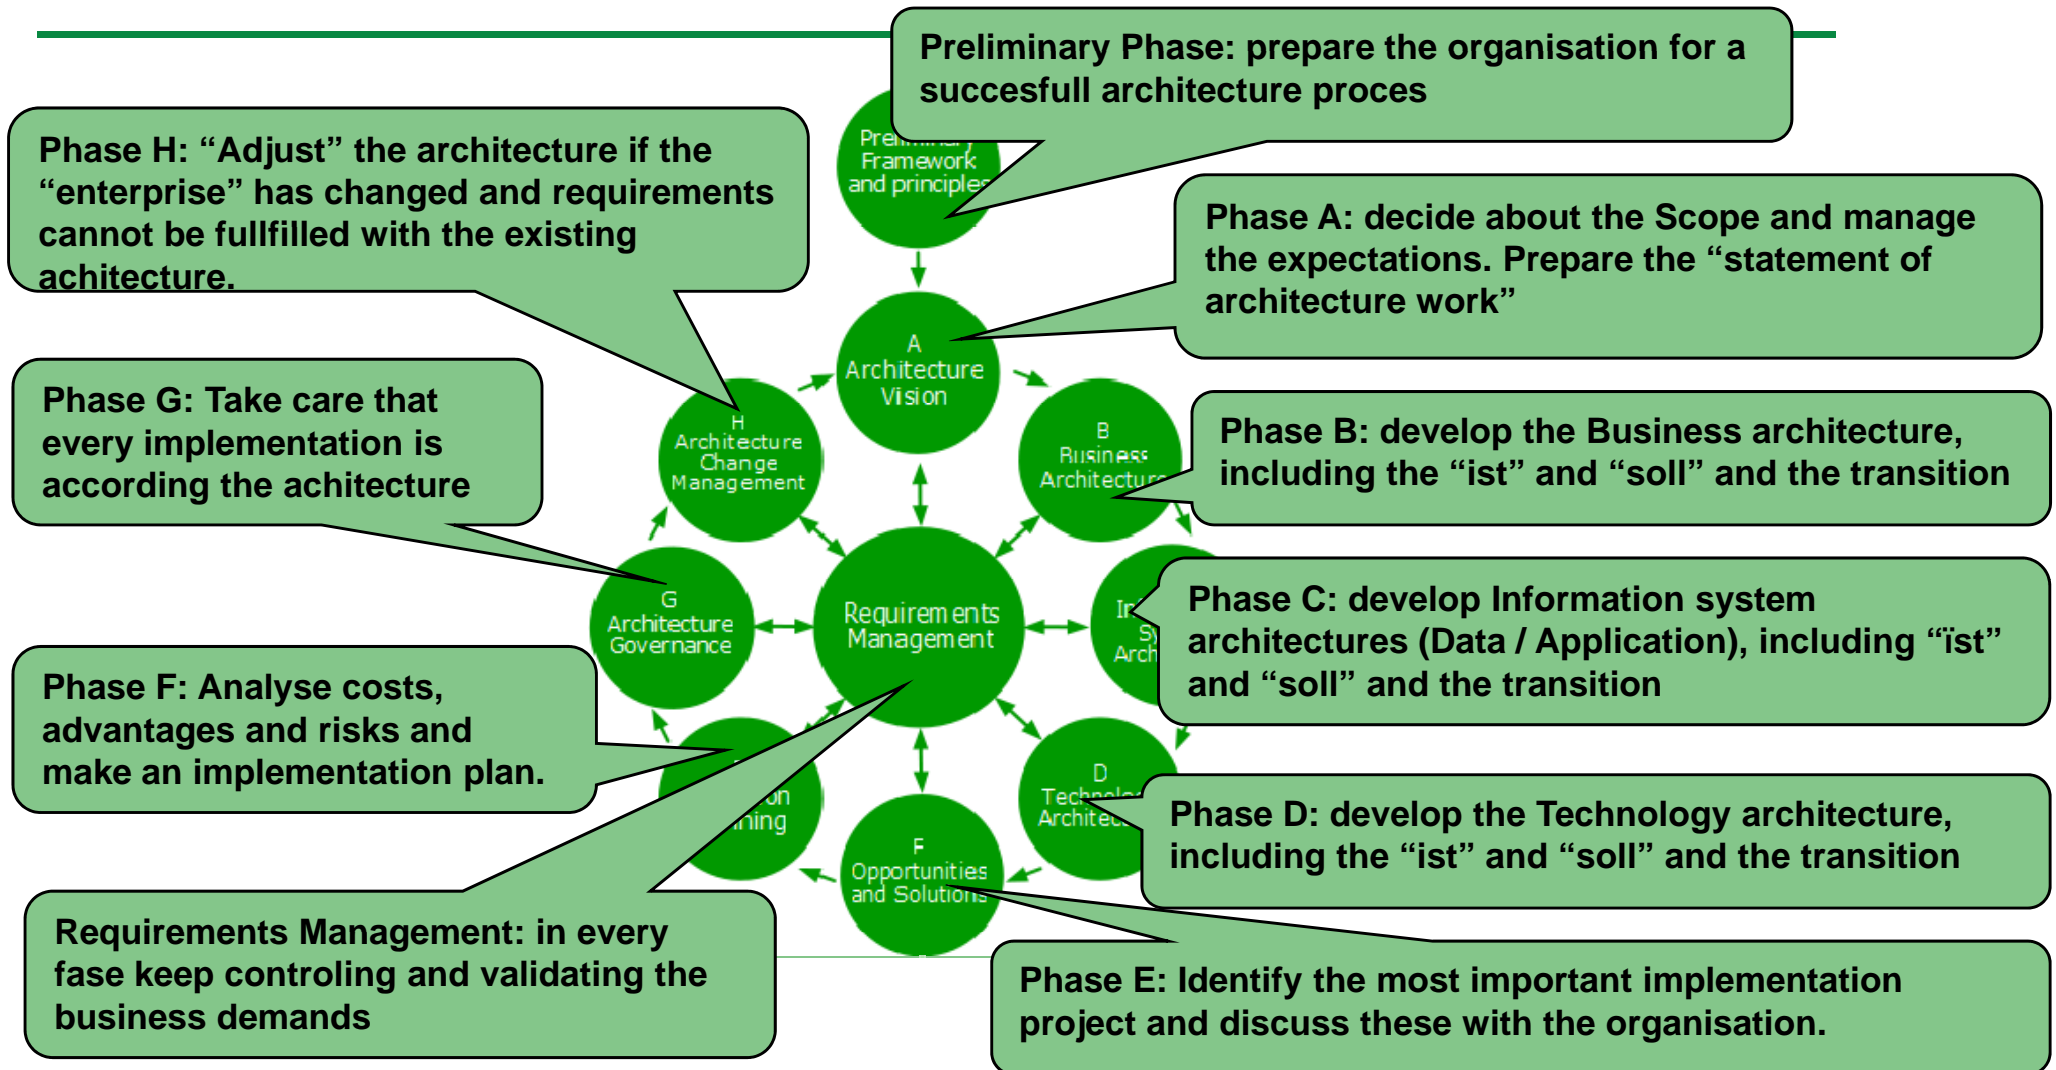 Preliminary Phase: prepare the organisation for a
succesfull architecture proces
Phase H: “Adjust” the architecture if the
“enterprise” has changed and requirements
cannot be fullfilled with the existing
achitecture.
Framework
and principles
Phase A: decide about the Scope and manage
the expectations. Prepare the “statement of
architecture work”
A
Architecture
Vision
Phase G: Take care that
every implementation is
according the achitecture
H
Architecture
Change
Management
B
Business
Architecture
Phase B: develop the Business architecture,
including the “ist” and “soll” and the transition
G
Architecture
Governance
Requirements
Management
Phase C: develop Information system
architectures (Data / Application), including “ïst”
and “soll” and the transition
Phase F: Analyse costs,
advantages and risks and
make an implementation plan.
D
Phase D: develop the Technology architecture,
including the “ist” and “soll” and the transition
Opportunities
and Solutions
Requirements Management: in every
fase keep controling and validating the
business demands
Phase E: Identify the most important implementation
project and discuss these with the organisation.